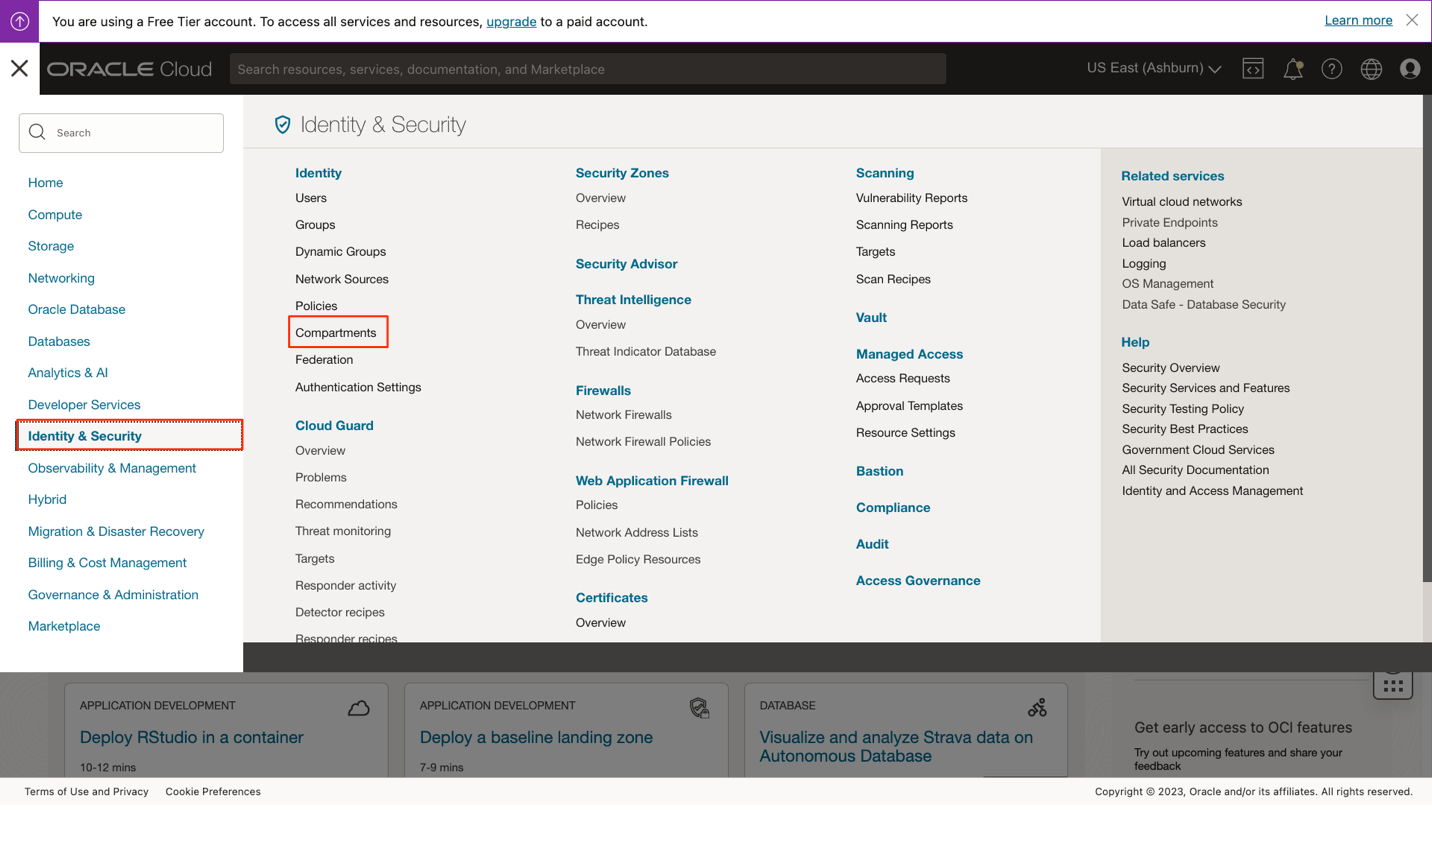 You are using a Free Tier account. To access all services and resources, upgrade to a paid account.
Learn more
ORACLE Cloud
Search resources, services, documentation, and Marketplace
US East (Ashburn)
Search
Home
Compute
Storage
Networking
Oracle Database
Databases
Analytics & AI
Developer Services
Identity & Security
Observability & Management
Hybrid
Migration & Disaster Recovery
Billing & Cost Management
Governance & Administration
Marketplace
Identity & Security
Identity
Users
Groups
Dynamic Groups
Network Sources
Policies
Compartments
Federation
Authentication Settings
Cloud Guard
Overview
Problems
Recommendations
Threat monitoring
Targets
Responder activity
Detector recipes
Responder recipes
Security Zones
Overview
Recipes
Security Advisor
Threat Intelligence
Overview
Threat Indicator Database
Firewalls
Network Firewalls
Network Firewall Policies
Web Application Firewall
Policies
Network Address Lists
Edge Policy Resources
Certificates
Overview
Scanning
Vulnerability Reports
Scanning Reports
Targets
Scan Recipes
Vault
Managed Access
Access Requests
Approval Templates
Resource Settings
Bastion
Compliance
Audit
Access Governance
Related services
Virtual cloud networks
Private Endpoints
Load balancers
Logging
OS Management
Data Safe - Database Security
Help
Security Overview
Security Services and Features
Security Testing Policy
Security Best Practices
Government Cloud Services
All Security Documentation
Identity and Access Management
APPLICATION DEVELOPMENT
Deploy RStudio in a container
10-12 mins
APPLICATION DEVELOPMENT
Deploy a baseline landing zone
7-9 mins
DATABASE
Visualize and analyze Strava data on
Autonomous Database
Get early access to OCI features
Try out upcoming features and share your
feedback
Terms of Use and Privacy
Cookie Preferences
Copyright © 2023, Oracle and/or its affiliates. All rights reserved.